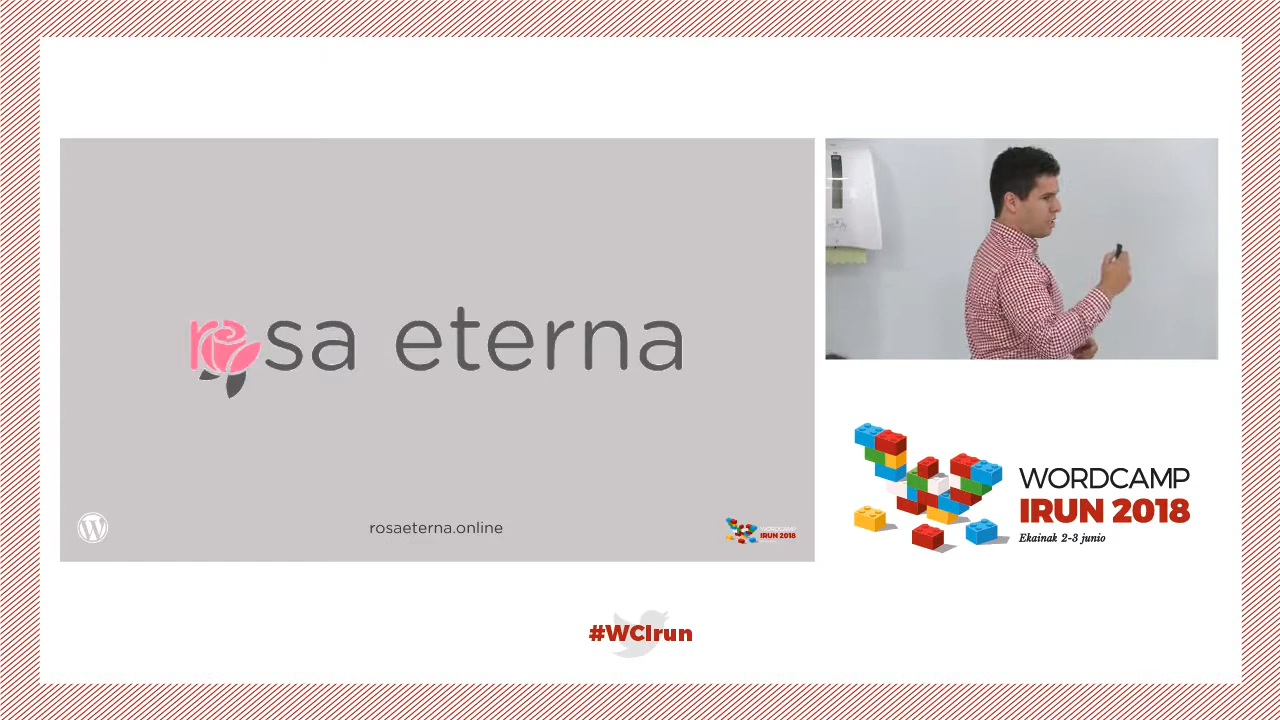 rosa eterna
rosaeterna.online
WORDCAMP
IRUN 2018
WORDCAMP
IRUN 2018
Ekainak 2-3 junio
#WCIrun